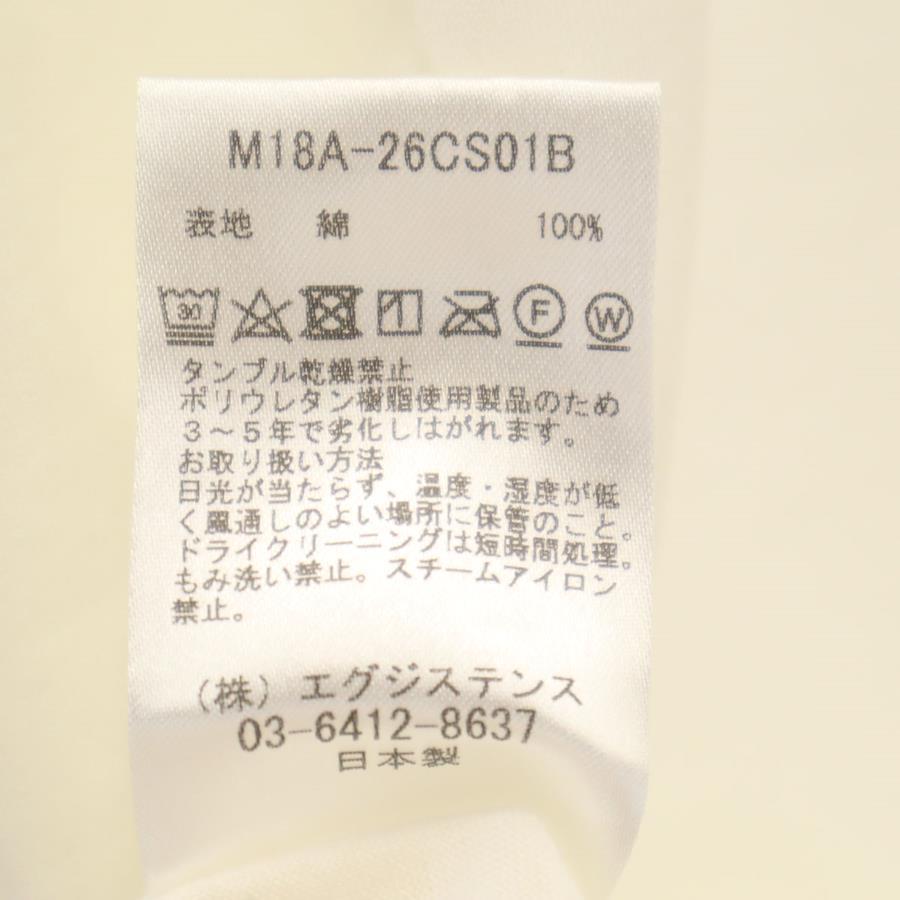 M18A-26CS01B
表地 綿 100%
30 F W
タンブル乾燥禁止
ポリウレタン樹脂使用製品のため
3〜5年で劣化しはがれます。
お取り扱い方法
日光が当たらず、温度・湿度が低
く風通しのよい場所に保管のこと。
ドライクリーニングは短時間処理。
もみ洗い禁止。スチームアイロン
禁止。
(株)エグジステンス
03-6412-8637
日本製